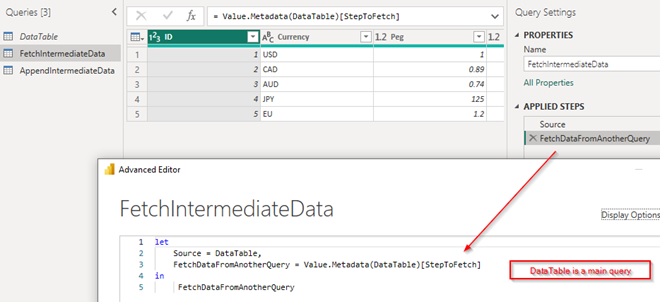 Queries [3]
= Value.Metadata(DataTable)[StepToFetch]
Query Settings
DataTable
FetchIntermediateData
AppendIntermediateData
123 ID
ABC Currency
1.2 Peg
1.2
1 1 USD 1
2 2 CAD 0.89
3 3 AUD 0.74
4 4 JPY 125
5 5 EU 1.2
PROPERTIES
Name
FetchIntermediateData
All Properties
APPLIED STEPS
Source
FetchDataFromAnotherQuery
Advanced Editor
FetchIntermediateData
Display Options
1 let
2 Source = DataTable,
3 FetchDataFromAnotherQuery = Value.Metadata(DataTable)[StepToFetch]
4 in
5 FetchDataFromAnotherQuery
DataTable is a main query